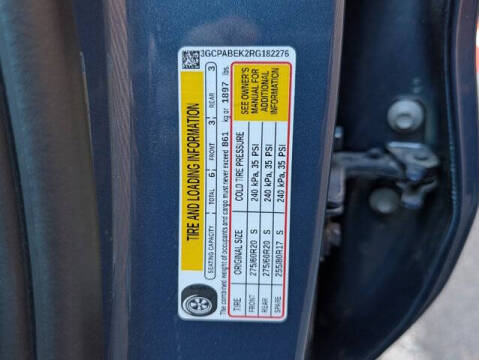 3GCPABEK2RG182276
TIRE AND LOADING INFORMATION
SEATING CAPACITY TOTAL 6 FRONT 3 REAR 3
The combined weight of occupants and cargo must never exceed 861 kg or 1897 lbs.
TIRE ORIGINAL SIZE COLD TIRE PRESSURE
FRONT 275/60R20 S 240 kPa, 35 PSI
REAR 275/60R20 S 240 kPa, 35 PSI
SPARE 255/80R17 S 240 kPa, 35 PSI
SEE OWNER'S
MANUAL FOR
ADDITIONAL
INFORMATION